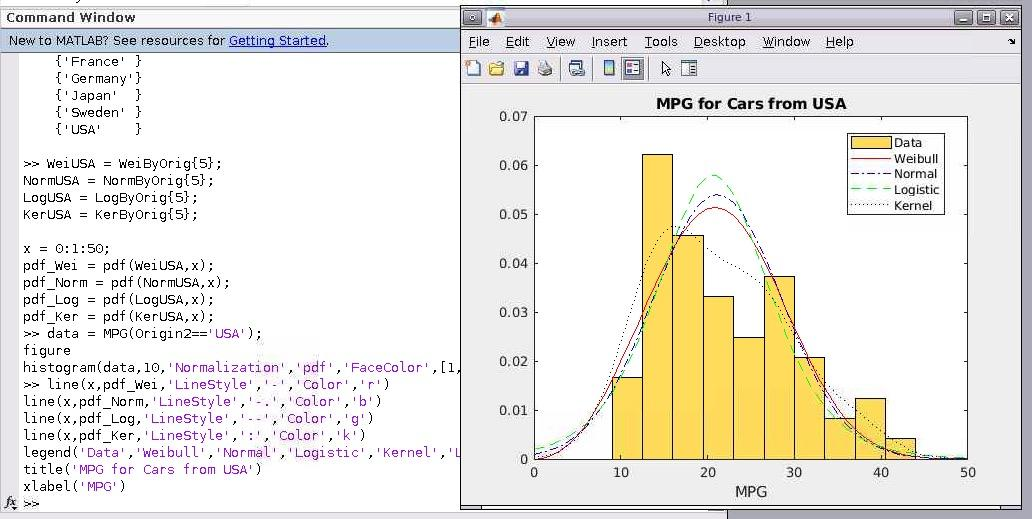 Command Window
New to MATLAB? See resources for Getting Started.
{'France' }
{'Germany'}
{'Japan'  }
{'Sweden' }
{'USA'    }
>> WeiUSA = WeiByOrig{5};
NormUSA = NormByOrig{5};
LogUSA = LogByOrig{5};
KerUSA = KerByOrig{5};
x = 0:1:50;
pdf_Wei = pdf(WeiUSA,x);
pdf_Norm = pdf(NormUSA,x);
pdf_Log = pdf(LogUSA,x);
pdf_Ker = pdf(KerUSA,x);
>> data = MPG(Origin2=='USA');
figure
histogram(data,10,'Normalization','pdf','FaceColor',[1,
>> line(x,pdf_Wei,'LineStyle','-','Color','r')
line(x,pdf_Norm,'LineStyle','-.','Color','b')
line(x,pdf_Log,'LineStyle','--','Color','g')
line(x,pdf_Ker,'LineStyle',':','Color','k')
legend('Data','Weibull','Normal','Logistic','Kernel','L
title('MPG for Cars from USA')
xlabel('MPG')
fx >>
Figure 1
File Edit View Insert Tools Desktop Window Help
MPG for Cars from USA
0.07
0.06
0.05
0.04
0.03
0.02
0.01
0
0 10 20 30 40 50
MPG
Data
Weibull
Normal
Logistic
Kernel